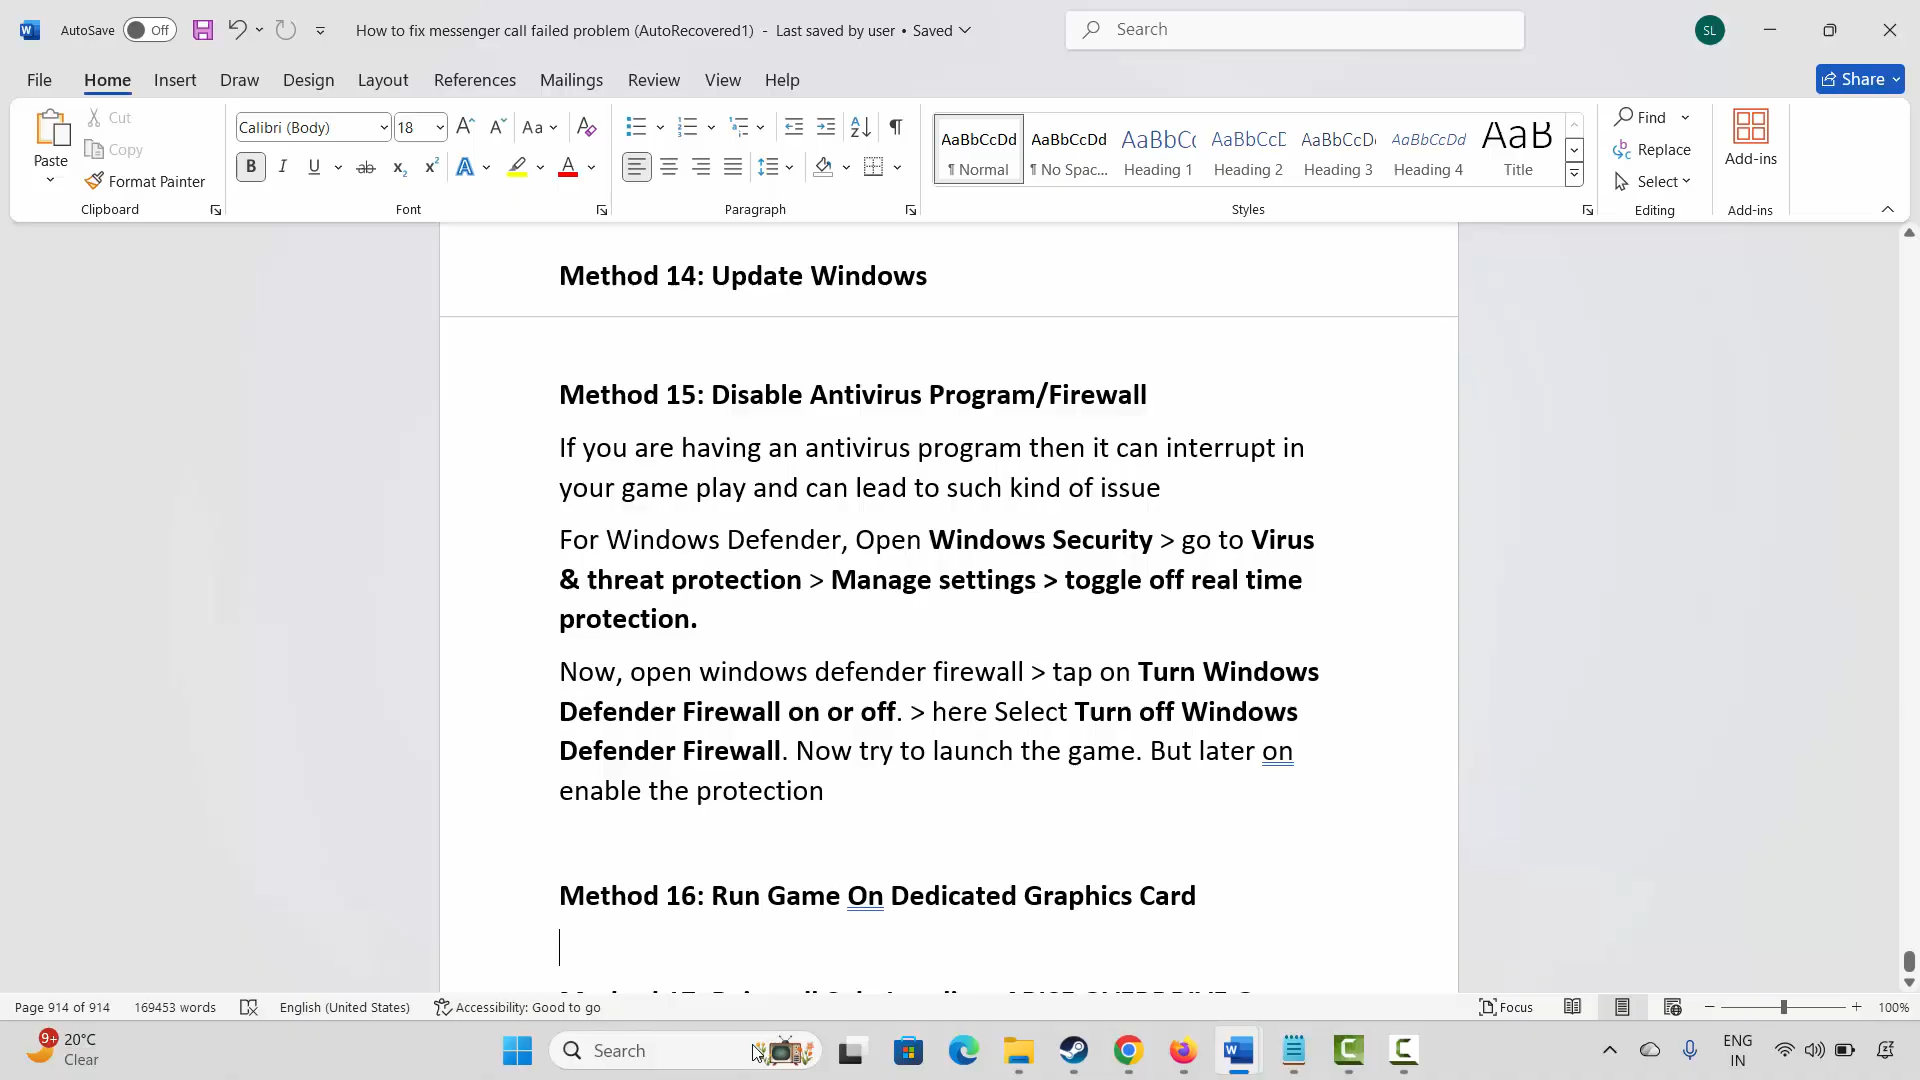 AutoSave Off How to fix messenger call failed problem (AutoRecovered1) - Last saved by user • Saved Search SL
File Home Insert Draw Design Layout References Mailings Review View Help Share
Paste Cut Copy Format Painter
Calibri (Body) 18 Aa
B I U ab x₂ x² A A
AaBbCcDd AaBbCcDd AaBbCc AaBbCcD AaBbCcDd AaBbCcDd AaB
¶ Normal ¶ No Spac... Heading 1 Heading 2 Heading 3 Heading 4 Title
Find Replace Select Add-ins
Clipboard Font Paragraph Styles Editing Add-ins
Method 14: Update Windows
Method 15: Disable Antivirus Program/Firewall
If you are having an antivirus program then it can interrupt in
your game play and can lead to such kind of issue
For Windows Defender, Open Windows Security > go to Virus
& threat protection > Manage settings > toggle off real time
protection.
Now, open windows defender firewall > tap on Turn Windows
Defender Firewall on or off. > here Select Turn off Windows
Defender Firewall. Now try to launch the game. But later on
enable the protection
Method 16: Run Game On Dedicated Graphics Card
Page 914 of 914 169453 words English (United States) Accessibility: Good to go Focus 100%
9+ 20°C
Clear
Search
ENG
IN